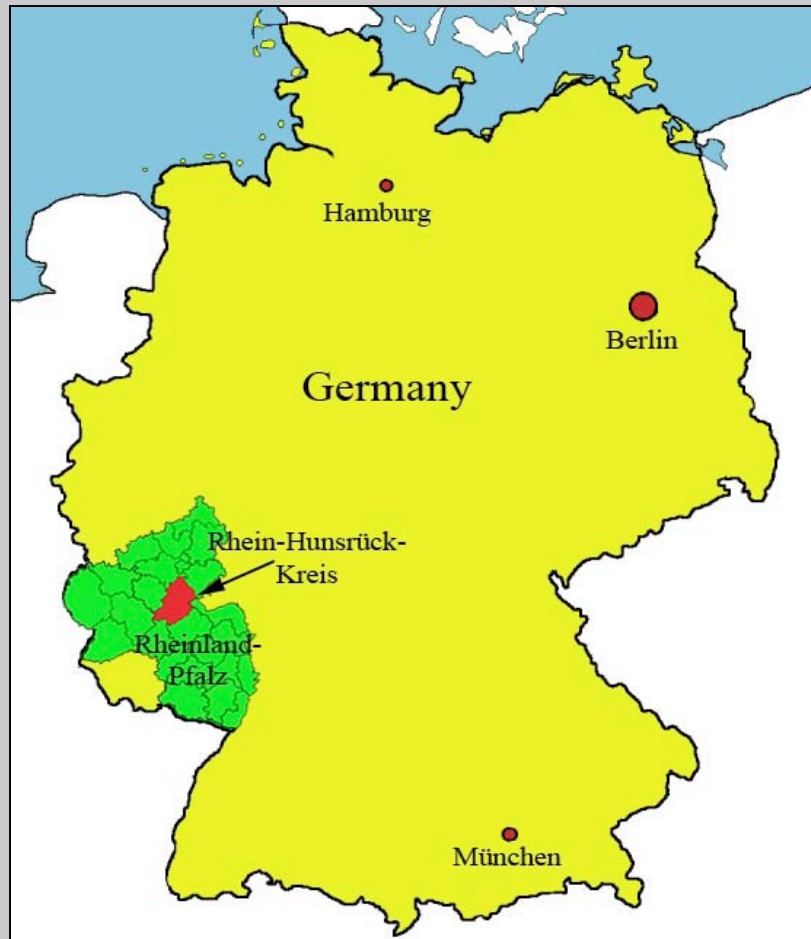 Hamburg
Berlin
Germany
Rhein-Hunsrück-
Kreis
Rheinland-
Pfalz
München